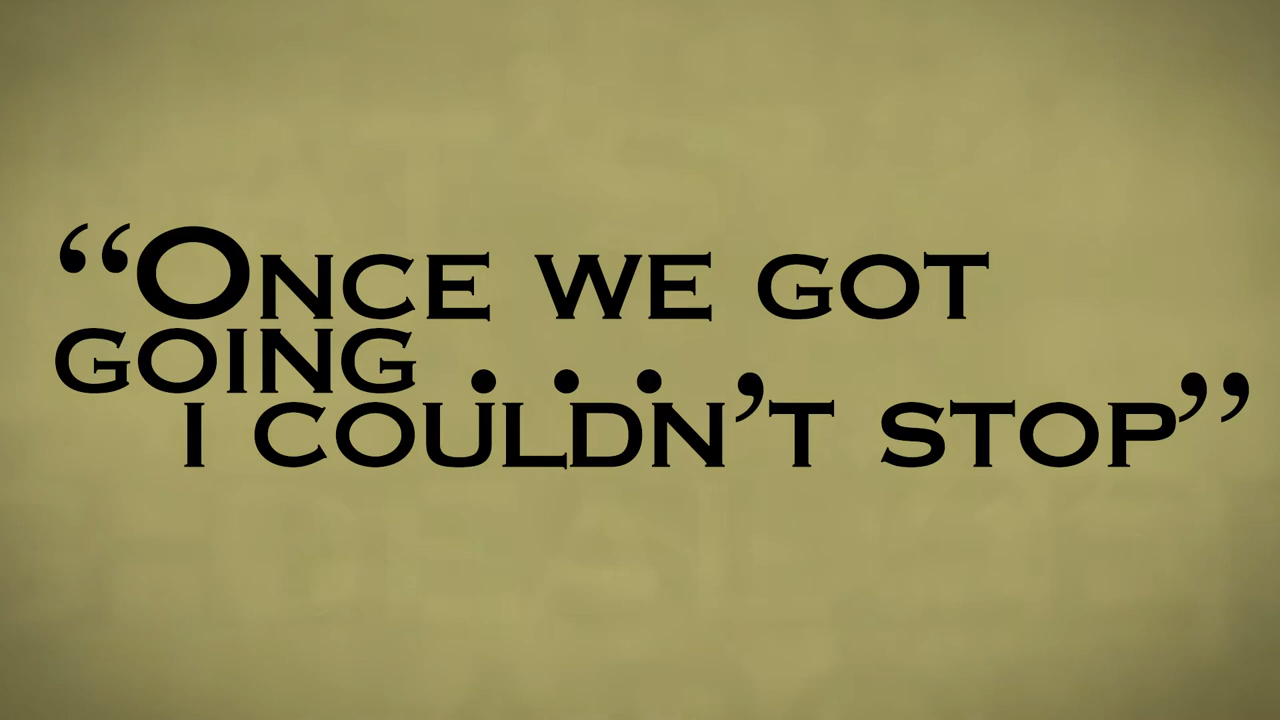 “Once we got
going . . .
I couldn’t stop”